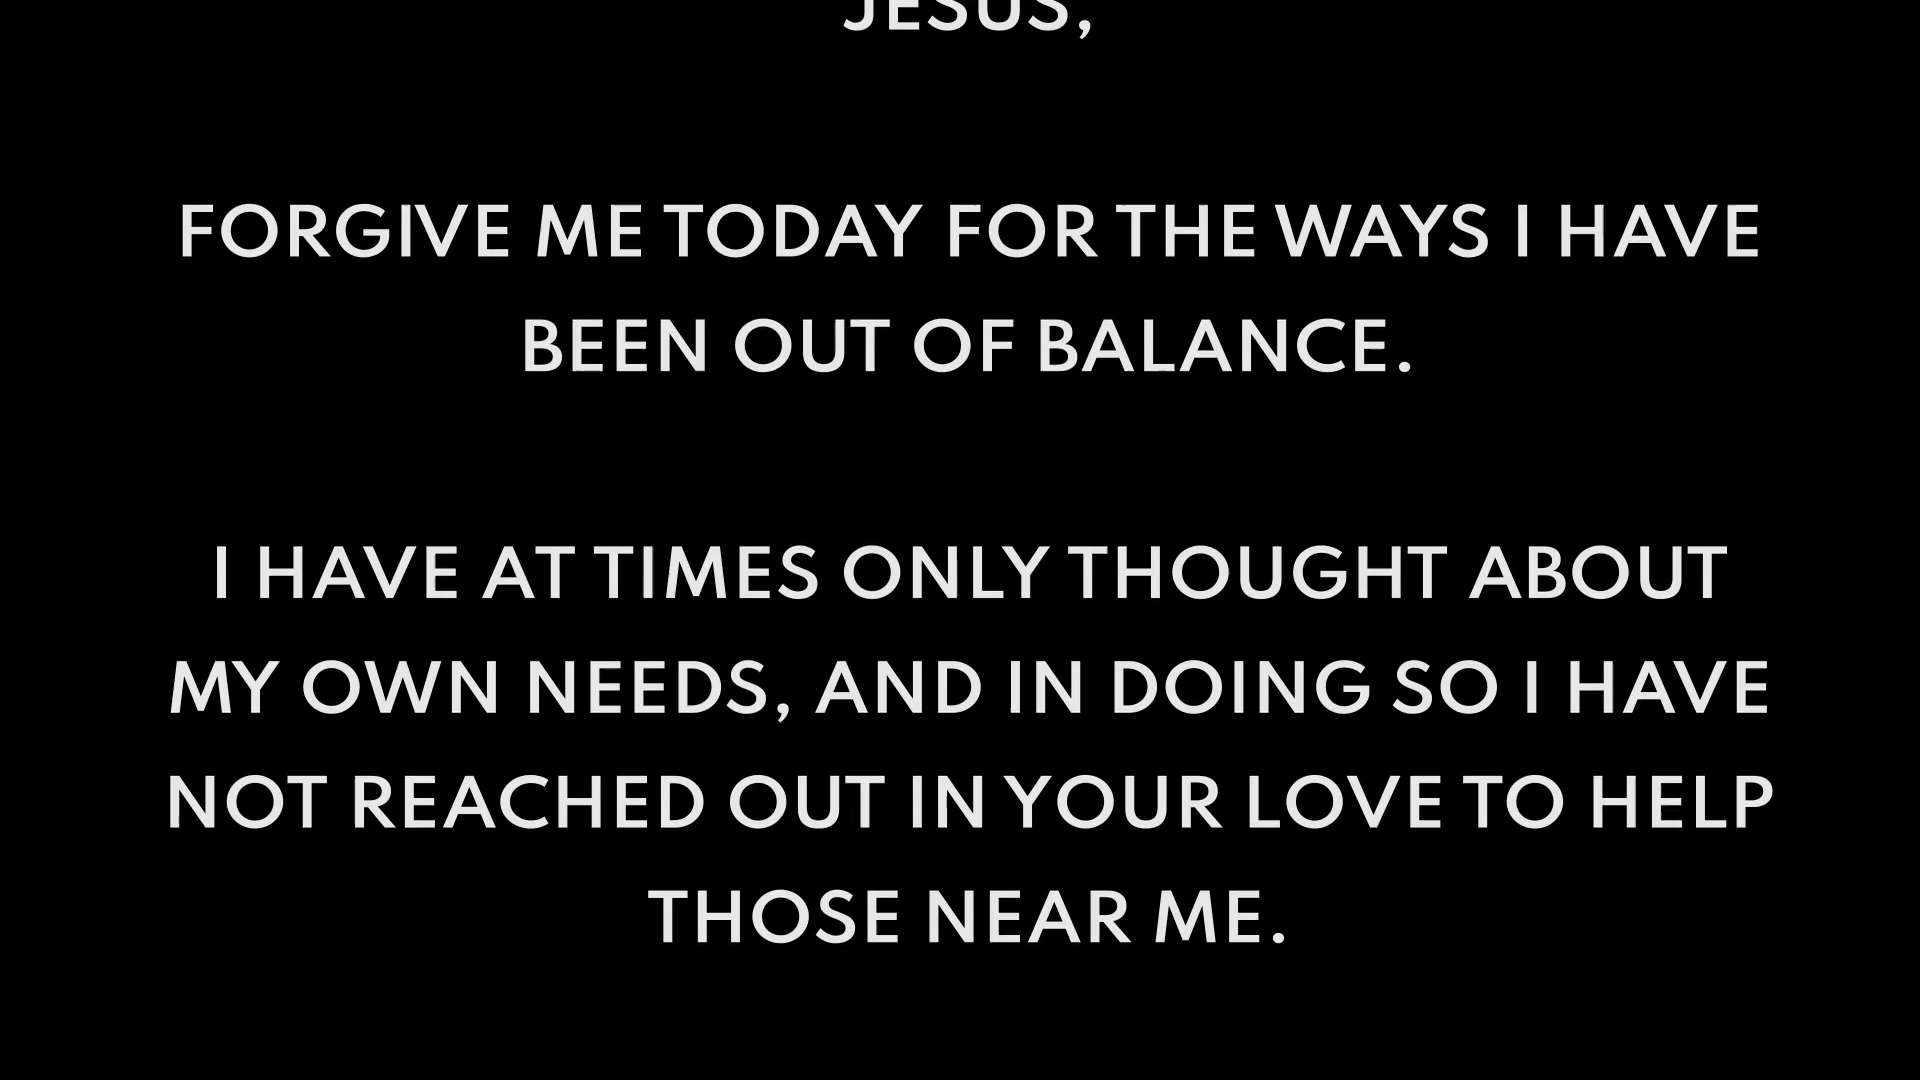 JESUS,
FORGIVE ME TODAY FOR THE WAYS I HAVE
BEEN OUT OF BALANCE.
I HAVE AT TIMES ONLY THOUGHT ABOUT
MY OWN NEEDS, AND IN DOING SO I HAVE
NOT REACHED OUT IN YOUR LOVE TO HELP
THOSE NEAR ME.